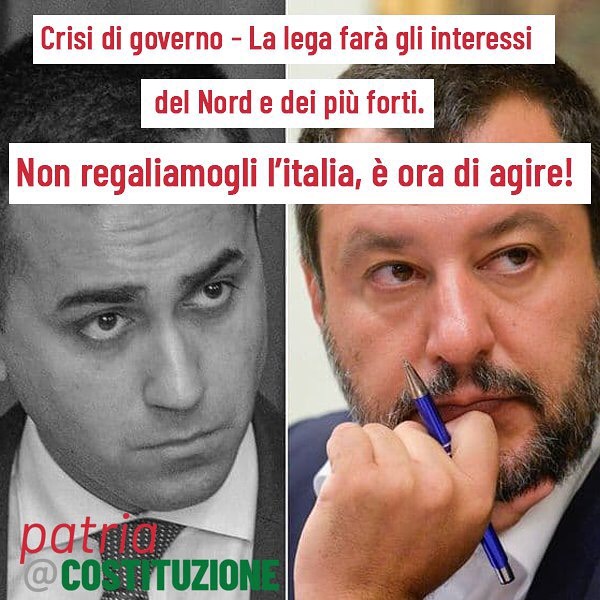 Crisi di governo - La lega farà gli interessi
del Nord e dei più forti.
Non regaliamogli l'italia, è ora di agire!
patria
@COSTITUZIONE